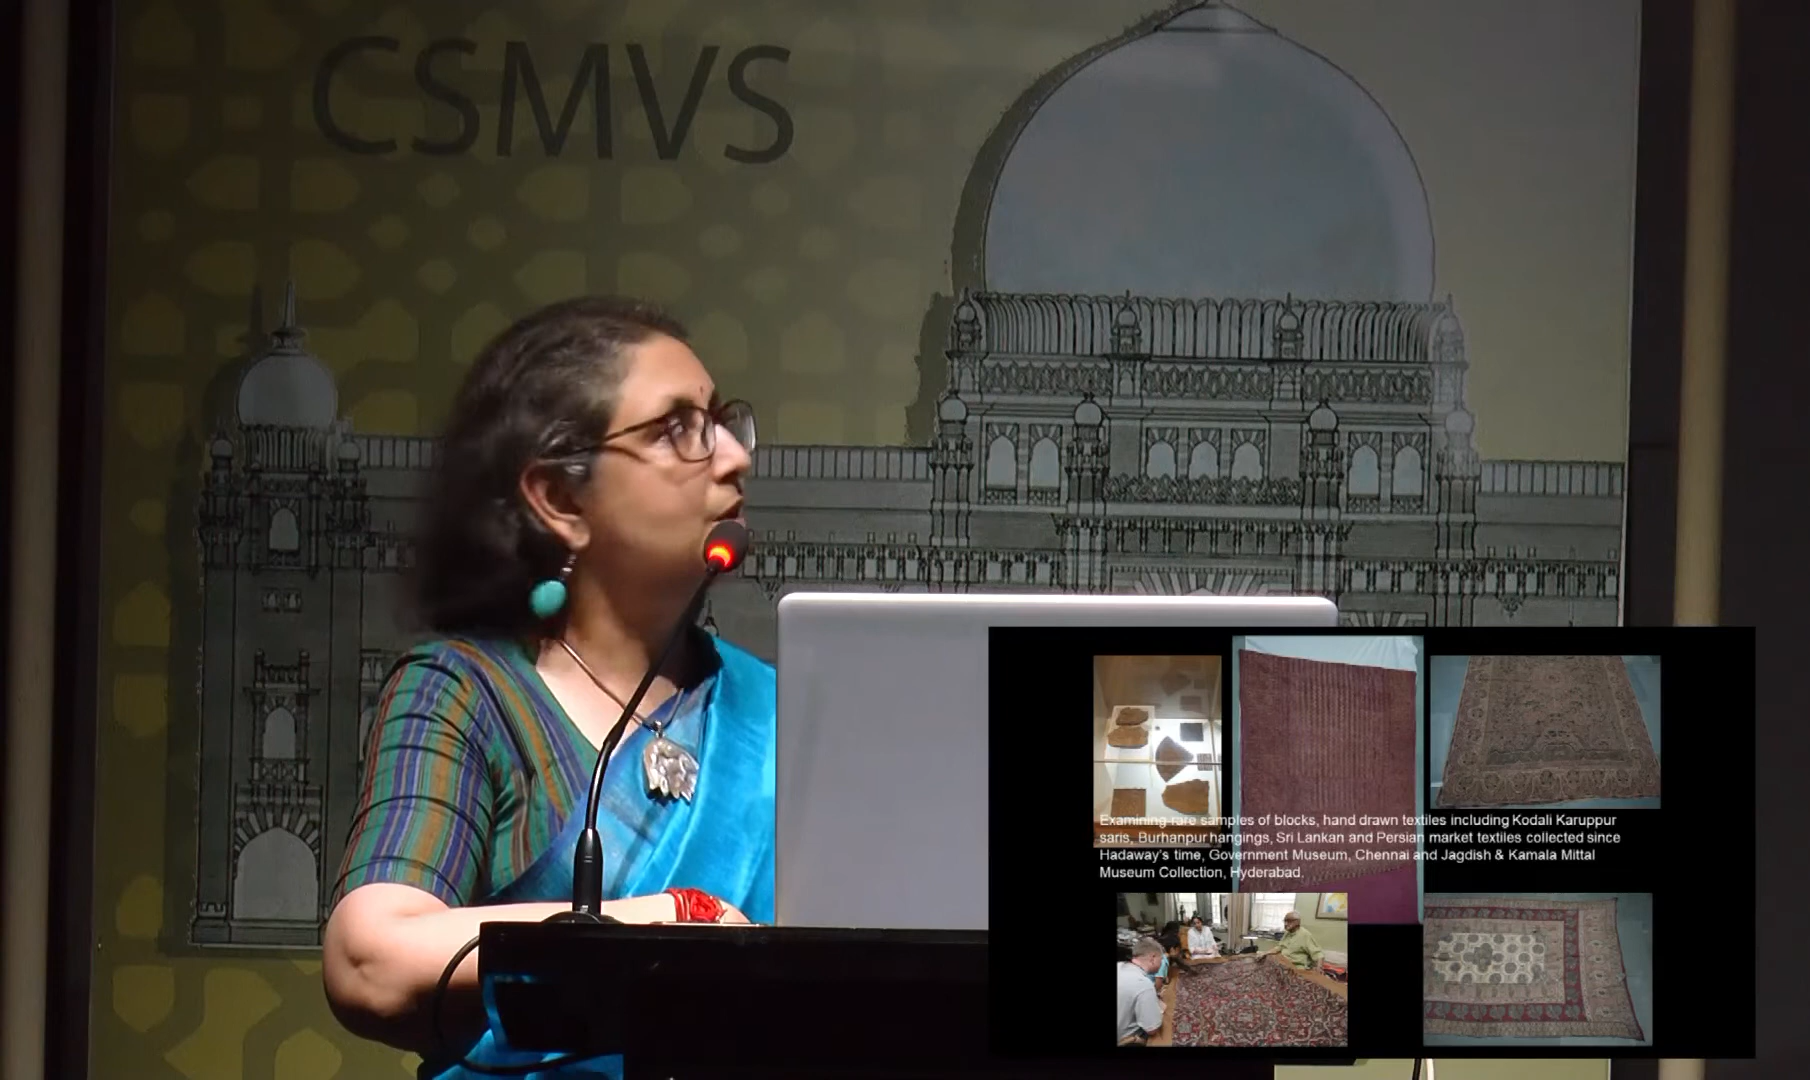 CSMVS
Examining rare samples of blocks, hand drawn textiles including Kodali Karuppur
saris, Burhanpur hangings, Sri Lankan and Persian market textiles collected since
Hadaway's time, Government Museum, Chennai and Jagdish & Kamala Mittal
Museum Collection, Hyderabad.